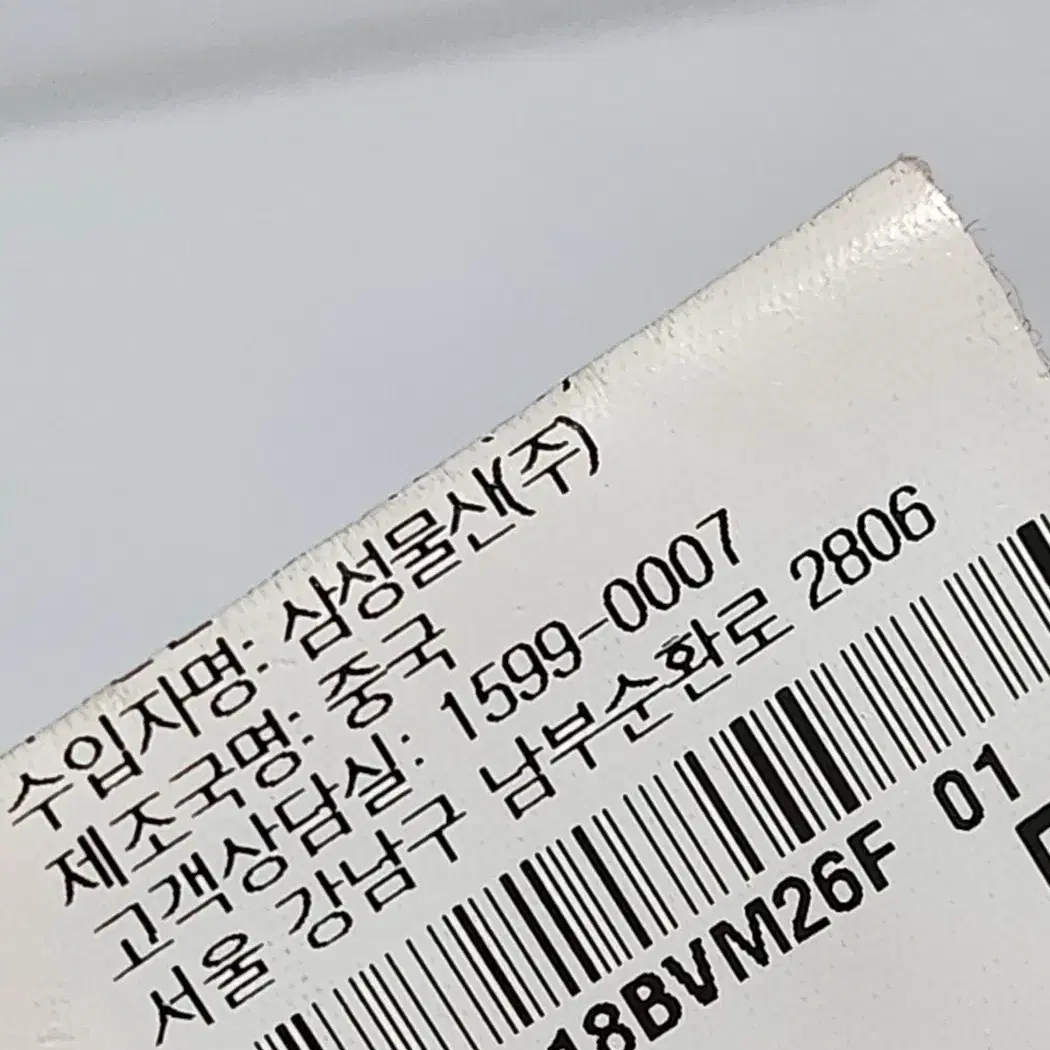 수입자명: 삼성물산(주)
제조국명: 중국
고객상담실: 1599-0007
서울 강남구 남부순환로 2806
18BVM26F 01